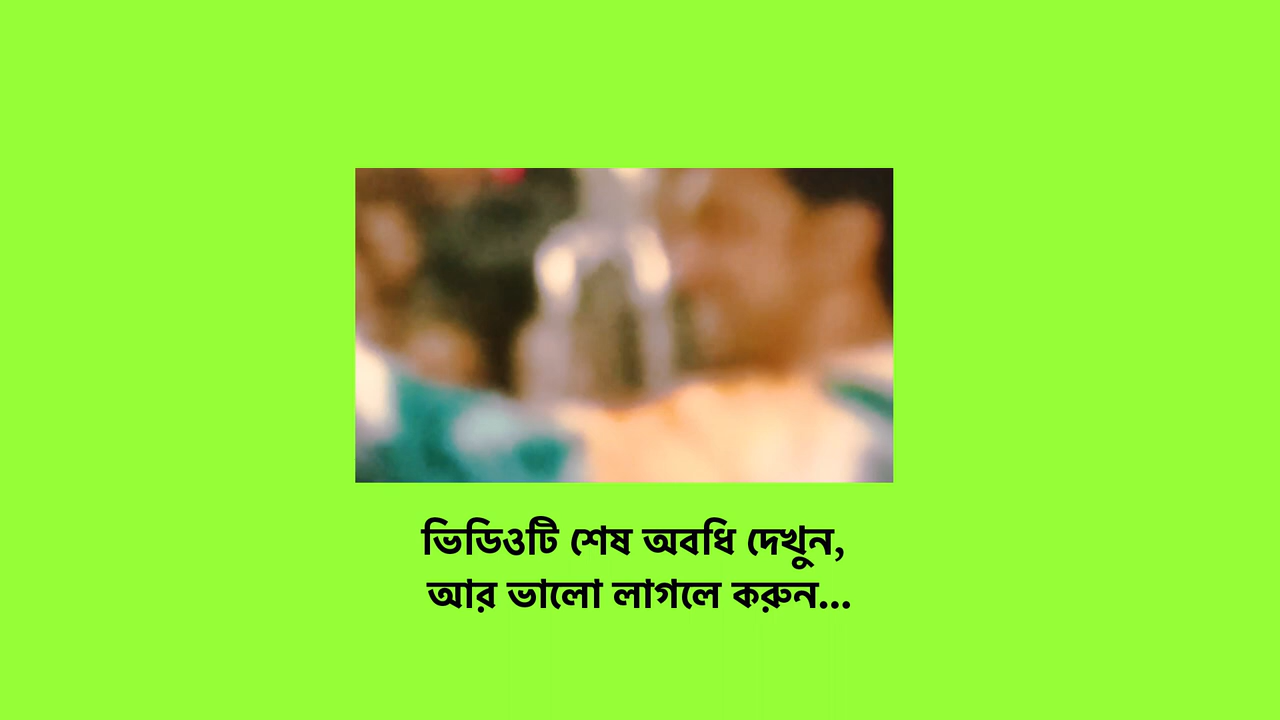 ভিডিওটি শেষ অবধি দেখুন,
আর ভালো লাগলে করুন...